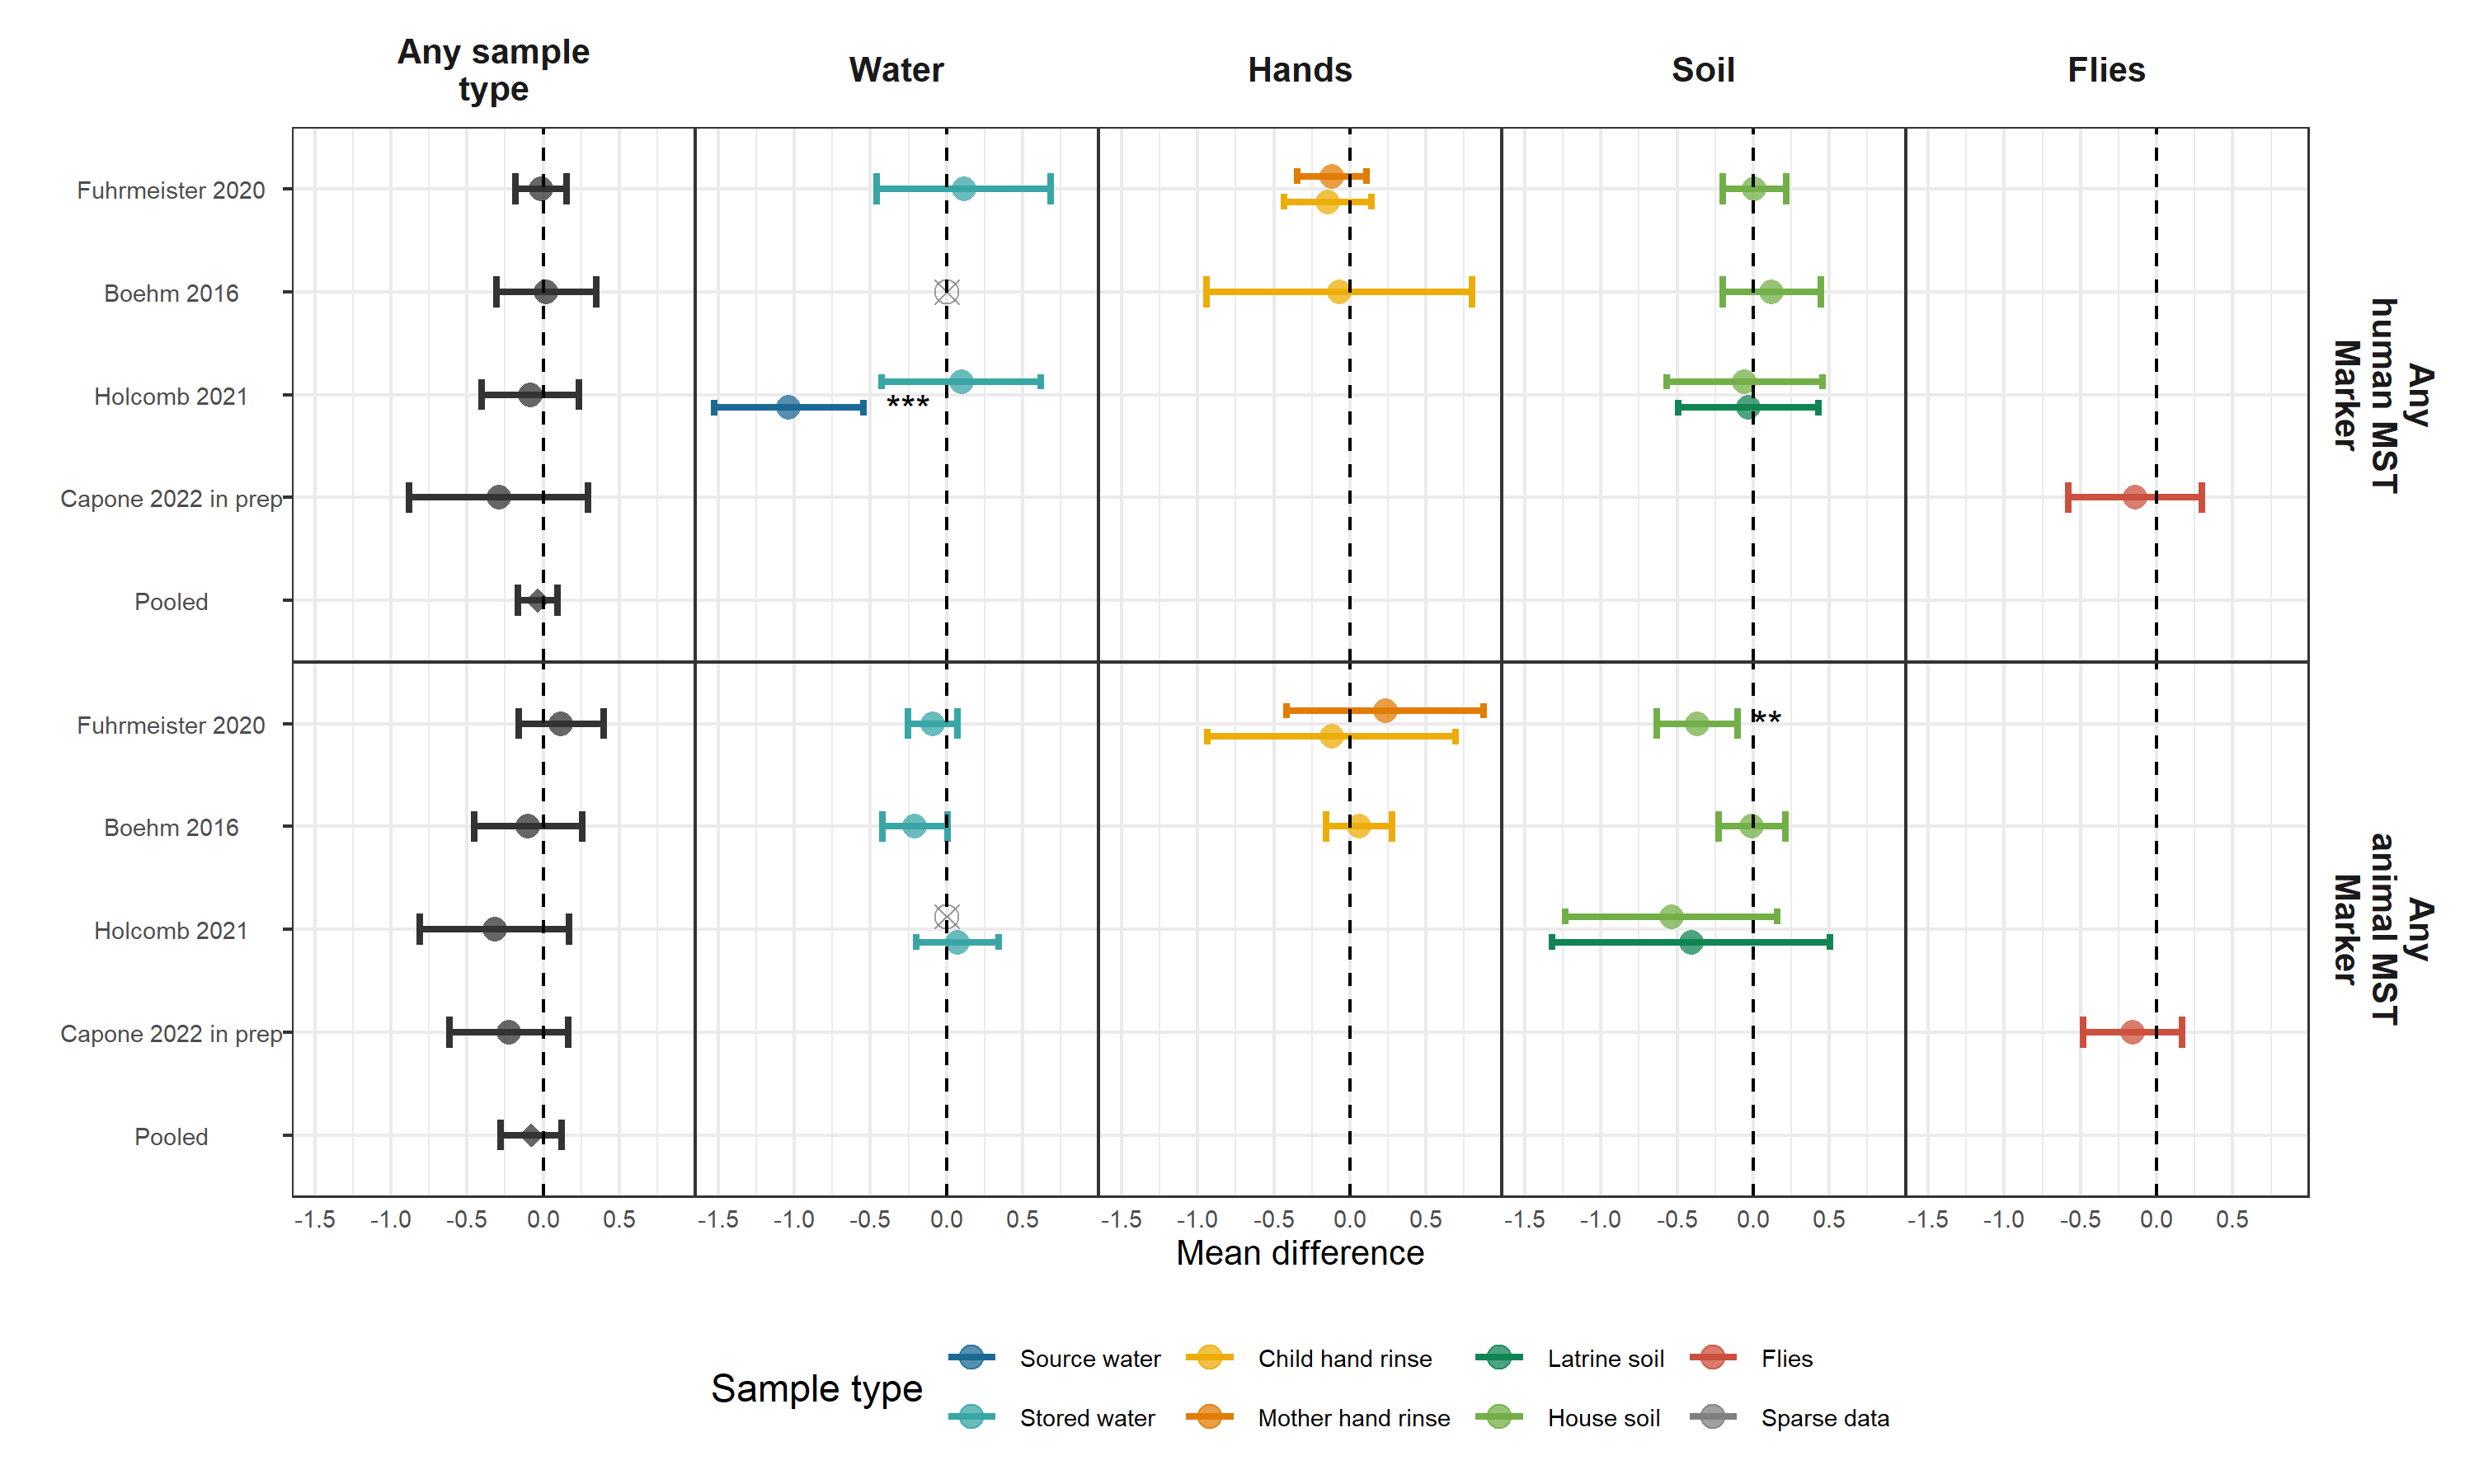 Any sample
type
Water
Hands
Soil
Flies
Fuhrmeister 2020
Boehm 2016
Holcomb 2021
***
Capone 2022 in prep
Pooled
Any
human MST
Marker
Fuhrmeister 2020
**
Boehm 2016
Holcomb 2021
Capone 2022 in prep
Pooled
Any
animal MST
Marker
-1.5 -1.0 -0.5 0.0 0.5 -1.5 -1.0 -0.5 0.0 0.5 -1.5 -1.0 -0.5 0.0 0.5 -1.5 -1.0 -0.5 0.0 0.5 -1.5 -1.0 -0.5 0.0 0.5
Mean difference
Sample type
Source water
Child hand rinse
Latrine soil
Flies
Stored water
Mother hand rinse
House soil
Sparse data